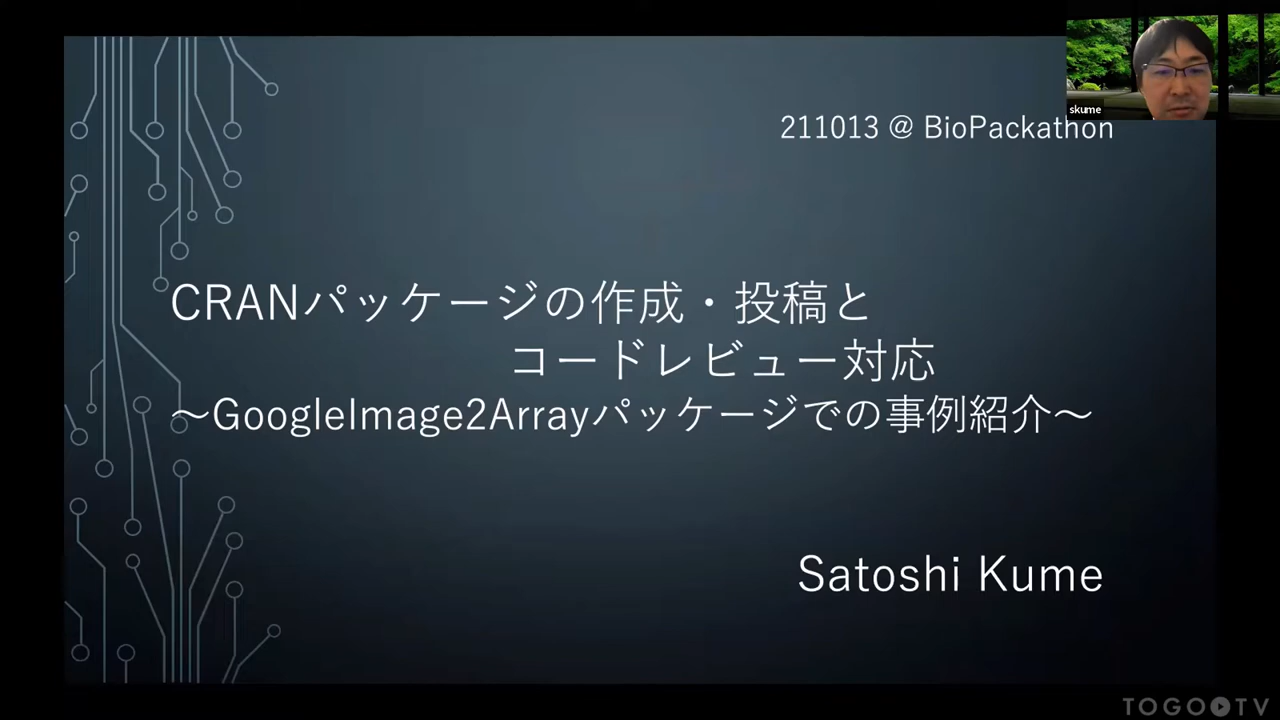 skume
211013 @ BioPackathon
CRANパッケージの作成・投稿と
コードレビュー対応
～GoogleImage2Arrayパッケージでの事例紹介～
Satoshi Kume
TOGO TV